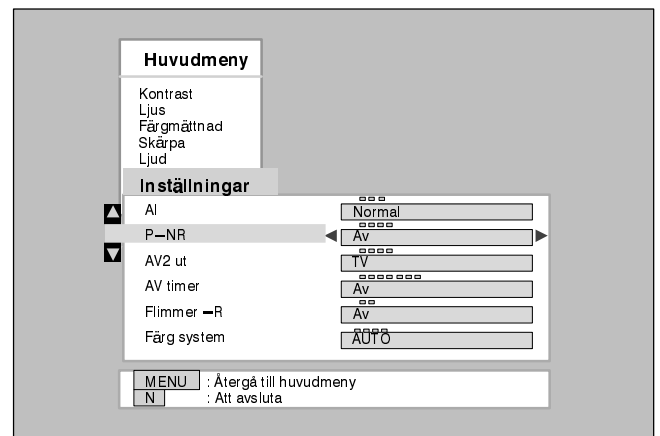 Huvudmeny
Kontrast
Ljus
Färgmättnad
Skärpa
Ljud
Inställningar
AI Normal
P–NR Av
AV2 ut TV
AV timer Av
Flimmer –R Av
Färg system AUTO
MENU : Återgå till huvudmeny
N : Att avsluta